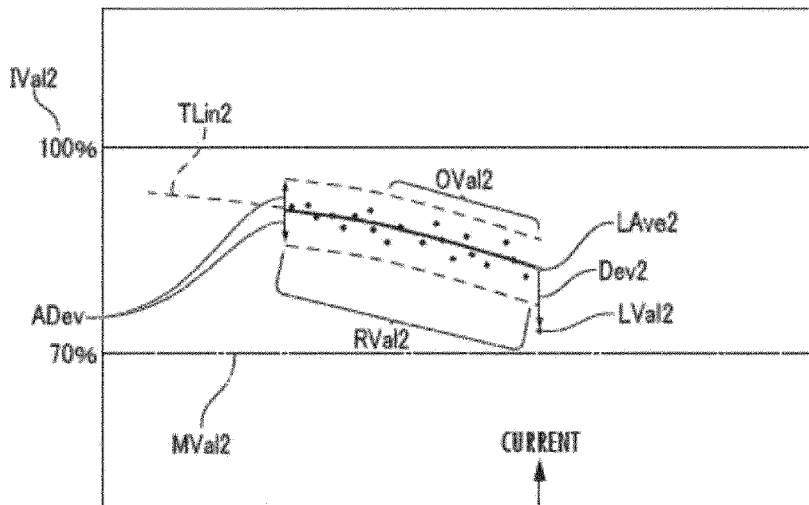 IVal2
TLin2
100%
OVal2
LAve2
Dev2
ADev
LVal2
RVal2
70%
MVal2
CURRENT